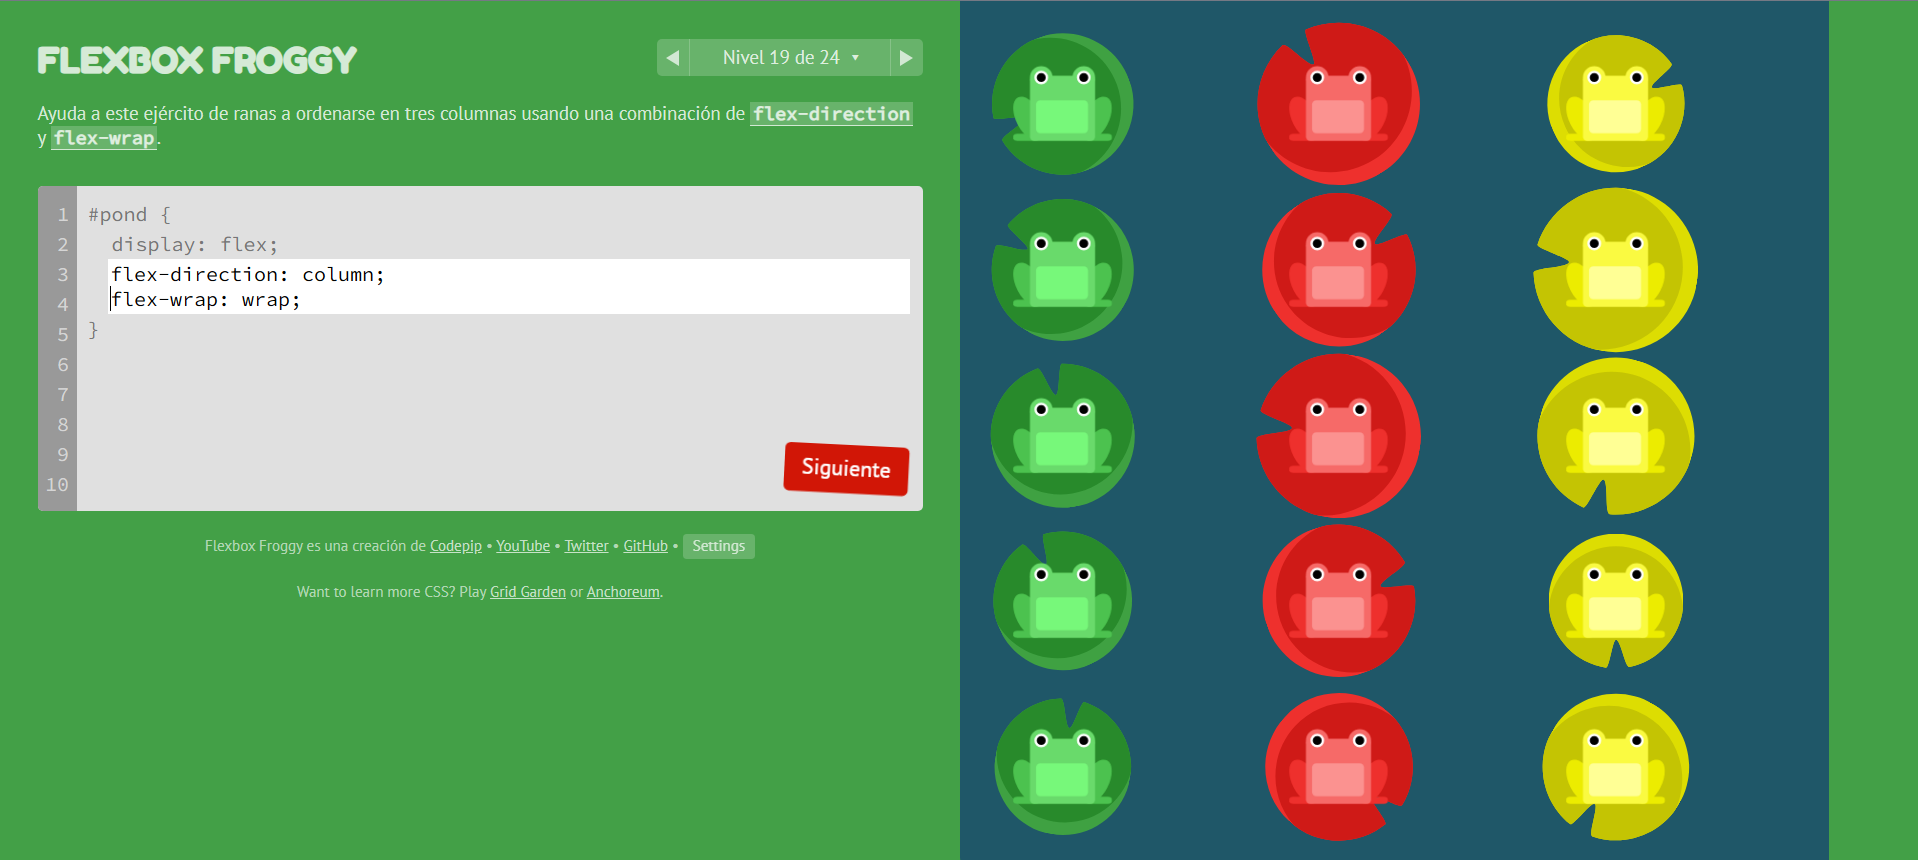 FLEXBOX FROGGY
◀ Nivel 19 de 24 ▾ ▶
Ayuda a este ejército de ranas a ordenarse en tres columnas usando una combinación de flex-direction
y flex-wrap.
1 #pond {
2 display: flex;
3 flex-direction: column;
4 flex-wrap: wrap;
5 }
6
7
8
9
10
Siguiente
Flexbox Froggy es una creación de Codepip • YouTube • Twitter • GitHub • Settings
Want to learn more CSS? Play Grid Garden or Anchoreum.